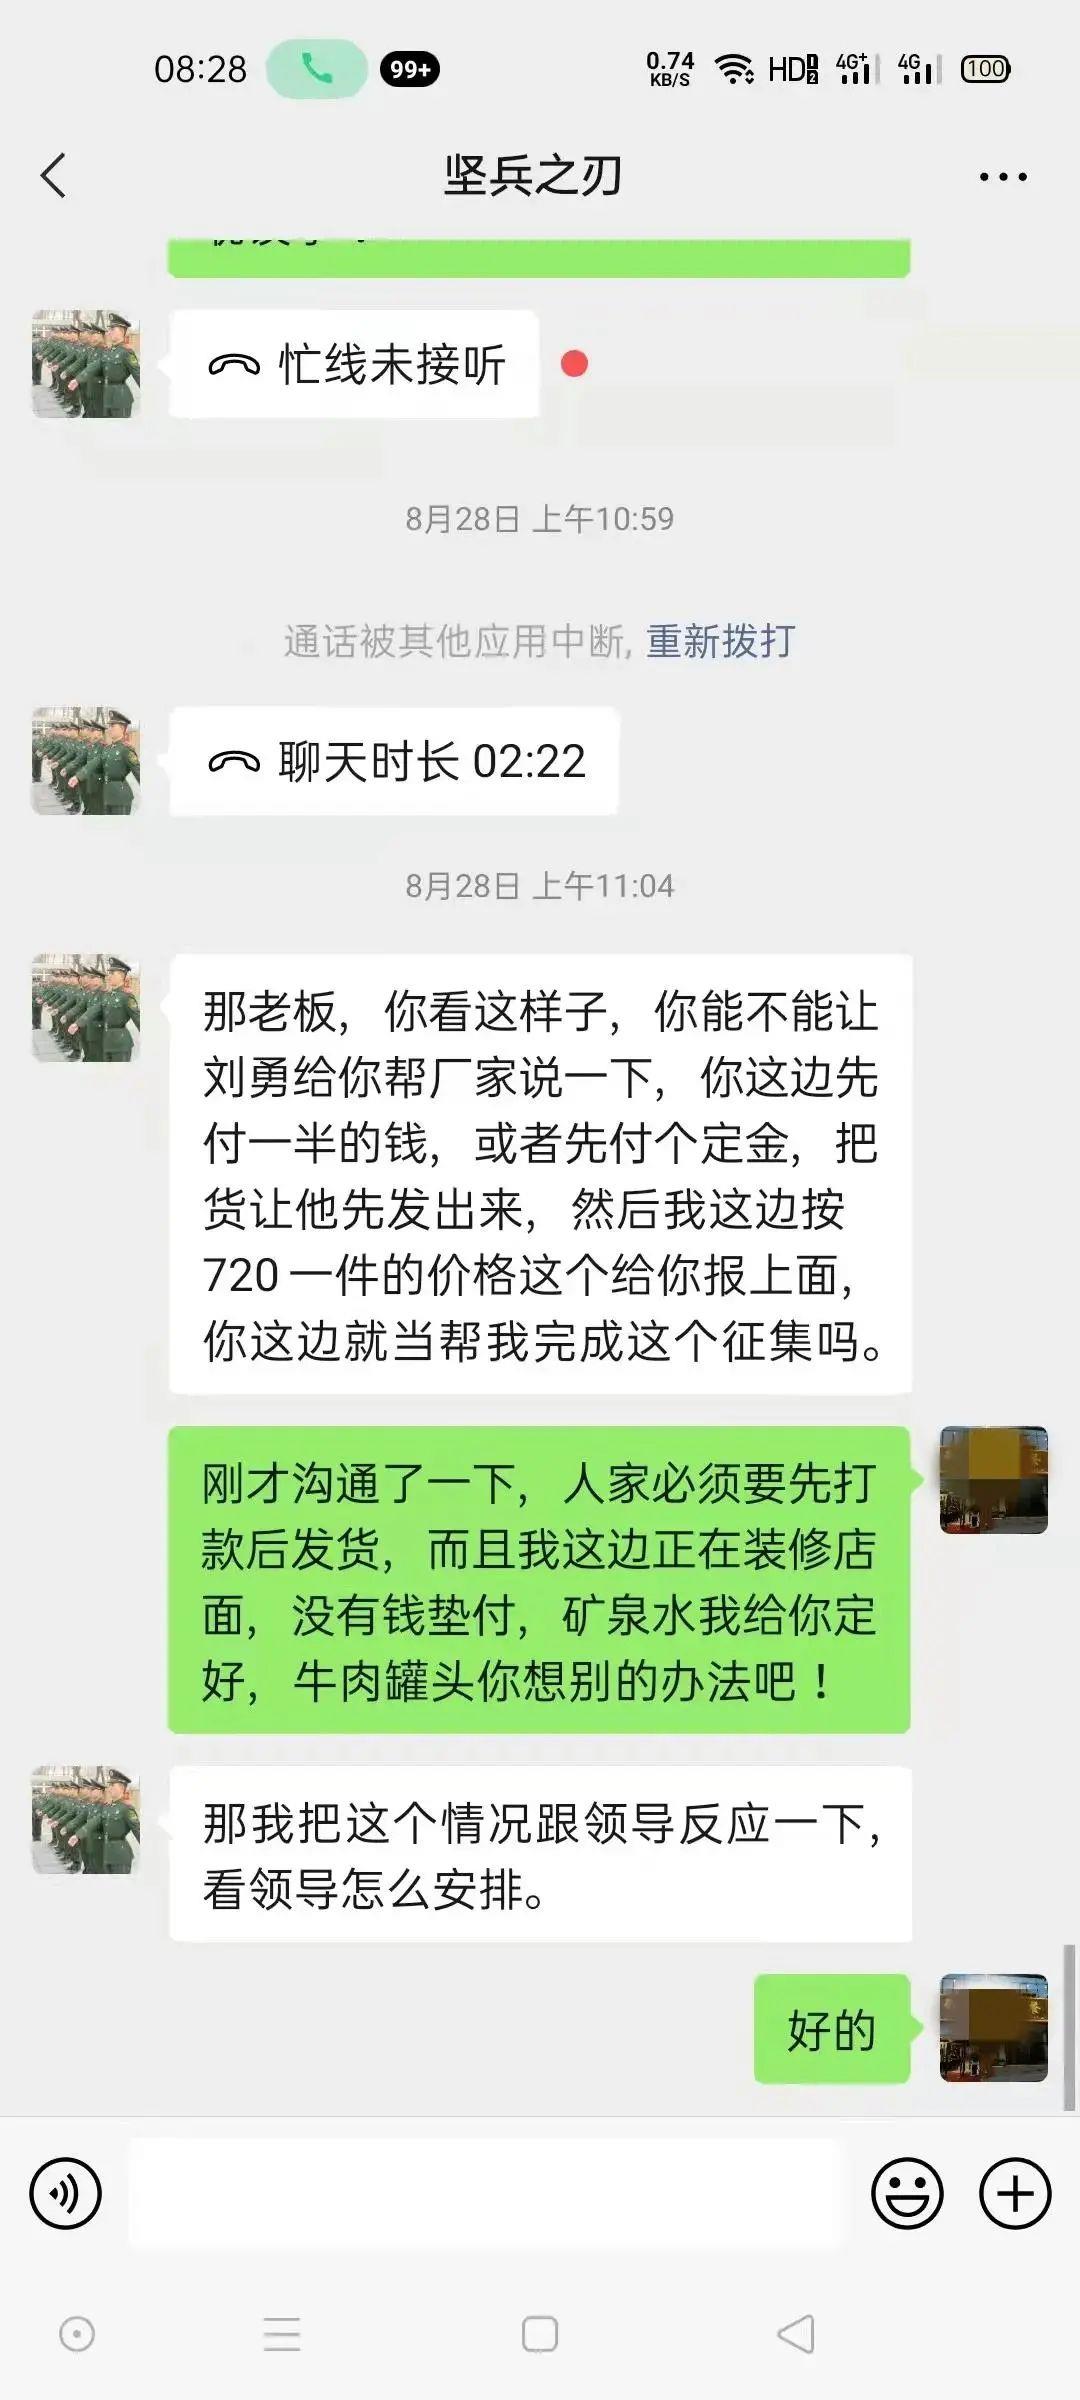 08:28
99+
0.74
KB/S
HD
4G+
4G
100
坚兵之刃
忙线未接听
8月28日 上午10:59
通话被其他应用中断, 重新拨打
聊天时长 02:22
8月28日 上午11:04
那老板，你看这样子，你能不能让
刘勇给你帮厂家说一下，你这边先
付一半的钱，或者先付个定金，把
货让他先发出来，然后我这边按
720 一件的价格这个给你报上面，
你这边就当帮我完成这个征集吗。
刚才沟通了一下，人家必须要先打
款后发货，而且我这边正在装修店
面，没有钱垫付，矿泉水我给你定
好，牛肉罐头你想别的办法吧！
那我把这个情况跟领导反应一下，
看领导怎么安排。
好的